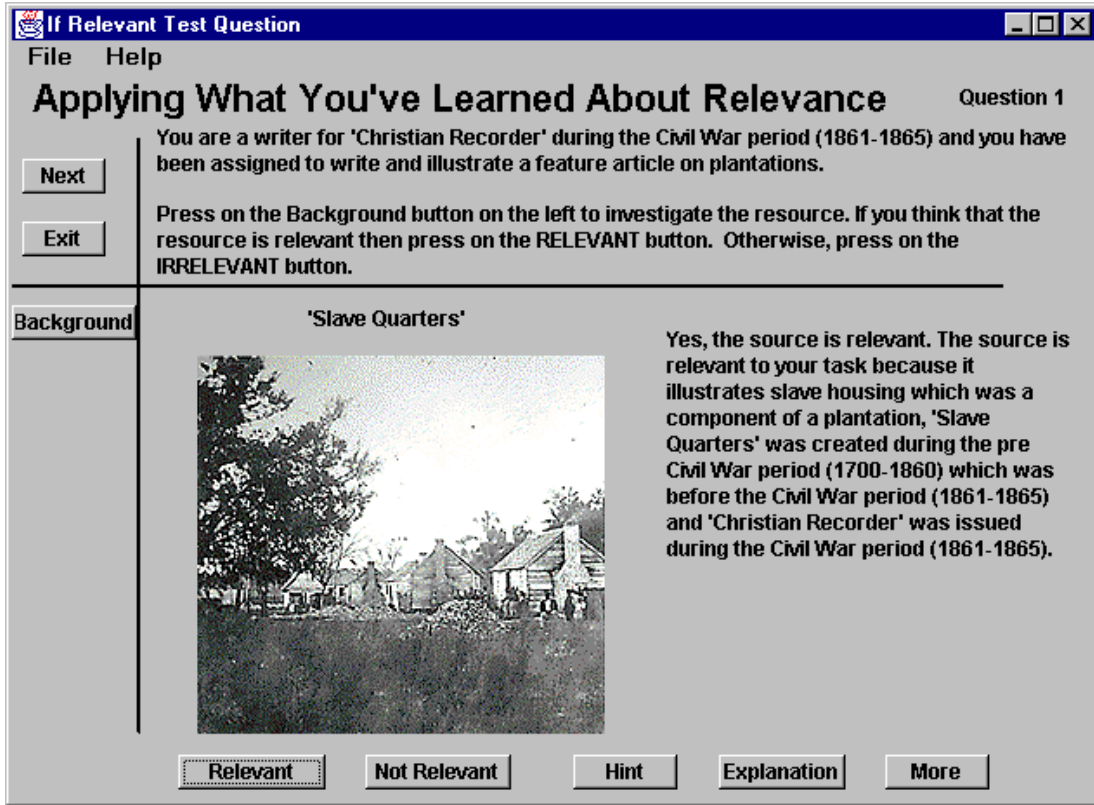 If Relevant Test Question
File Help
Applying What You've Learned About Relevance
Question 1
You are a writer for 'Christian Recorder' during the Civil War period (1861-1865) and you have
been assigned to write and illustrate a feature article on plantations.
Next
Exit
Press on the Background button on the left to investigate the resource. If you think that the
resource is relevant then press on the RELEVANT button. Otherwise, press on the
IRRELEVANT button.
Background
'Slave Quarters'
Yes, the source is relevant. The source is
relevant to your task because it
illustrates slave housing which was a
component of a plantation, 'Slave
Quarters' was created during the pre
Civil War period (1700-1860) which was
before the Civil War period (1861-1865)
and 'Christian Recorder' was issued
during the Civil War period (1861-1865).
Relevant Not Relevant Hint Explanation More